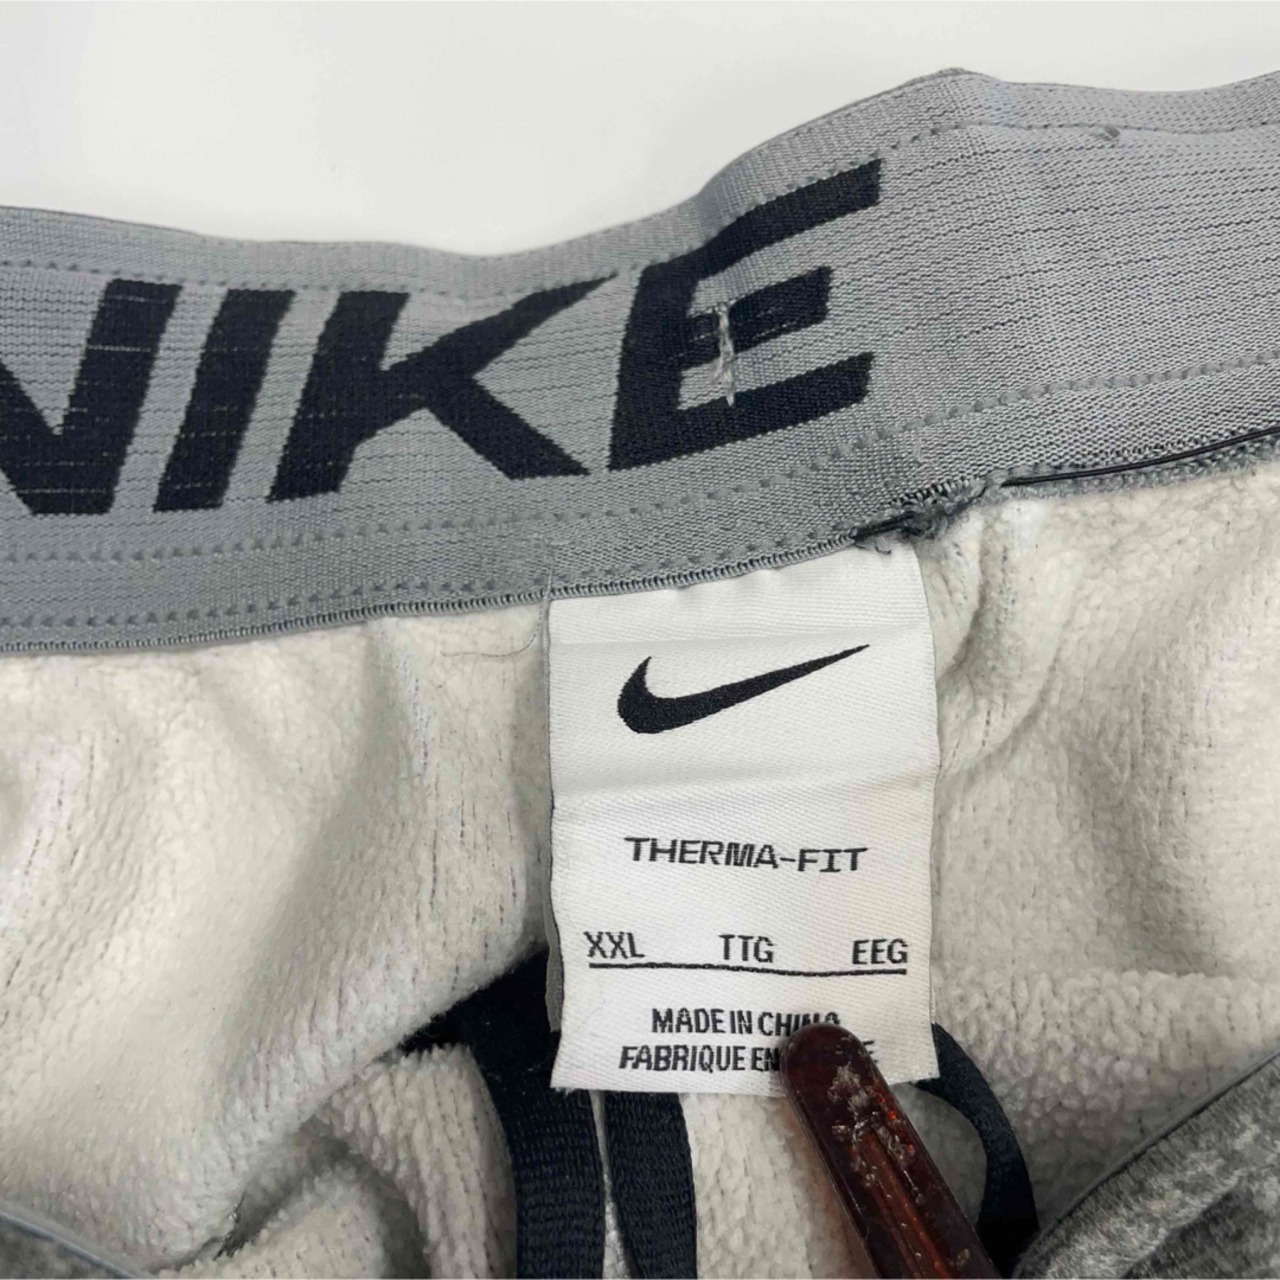 NIKE
THERMA-FIT
XXL TTG EEG
MADE IN CHINA
FABRIQUE EN